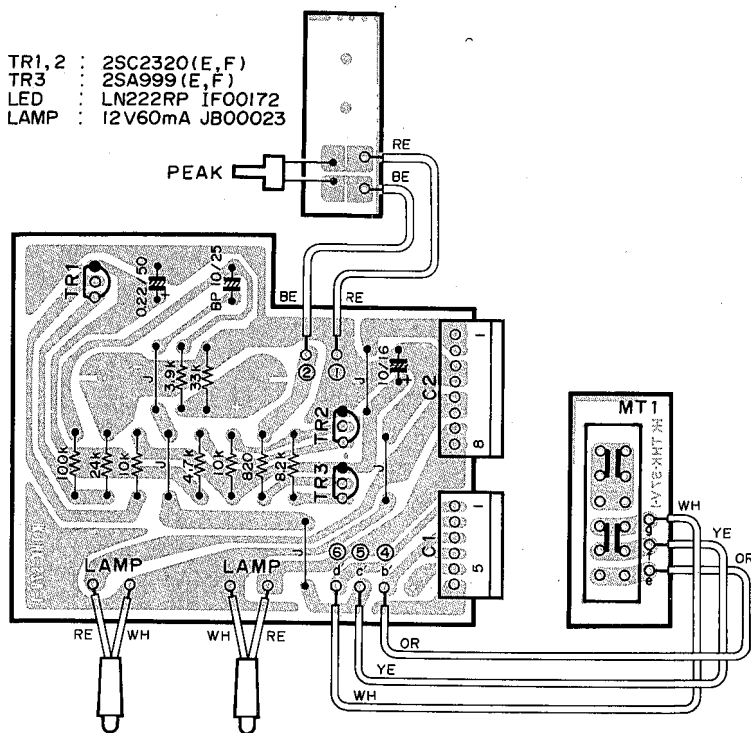 TR1,2 : 2SC2320(E,F)
TR3 : 2SA999(E,F)
LED : LN222RP IF00172
LAMP : 12V60mA JB00023
PEAK
RE
BE
BE
RE
TR1
0.22/50
+
BP 10/25
②
①
10/16
+
C2
1
8
J
3.9k
33k
J
TR2
TR3
100k
24k
10k
J
4.7k
1.0k
820
8.2k
J
J
C1
1
5
⑥
⑤
④
d
c
b
LAMP
LAMP
RE
WH
WH
RE
MT1
WH
YE
OR
OR
YE
WH